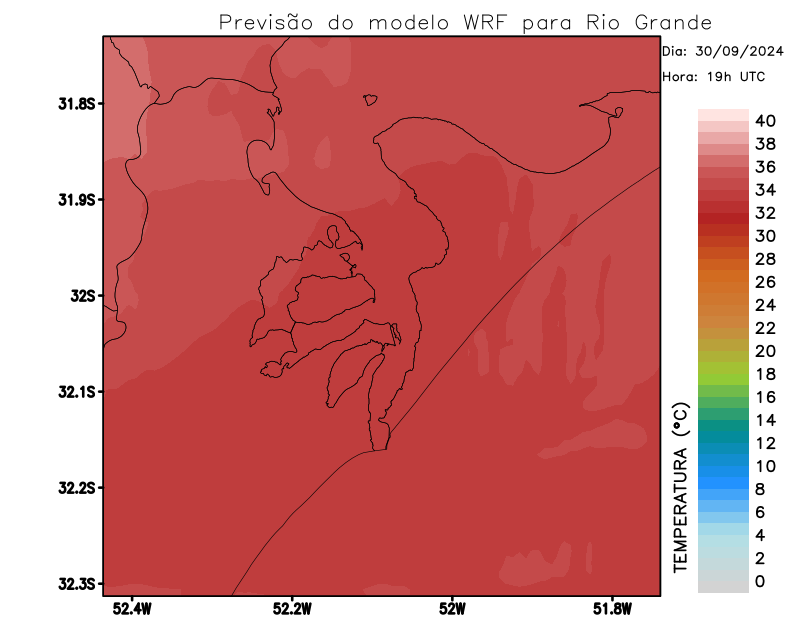 Previsão do modelo WRF para Rio Grande
Dia: 30/09/2024
Hora: 19h UTC
31.8S
31.9S
32S
32.1S
32.2S
32.3S
52.4W
52.2W
52W
51.8W
TEMPERATURA (°C)
40
38
36
34
32
30
28
26
24
22
20
18
16
14
12
10
8
6
4
2
0